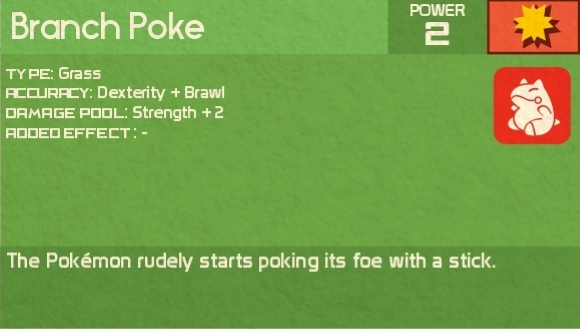 Branch Poke
POWER
2
TYPE: Grass
ACCURACY: Dexterity + Brawl
DAMAGE POOL: Strength + 2
ADDED EFFECT: -
The Pokémon rudely starts poking its foe with a stick.